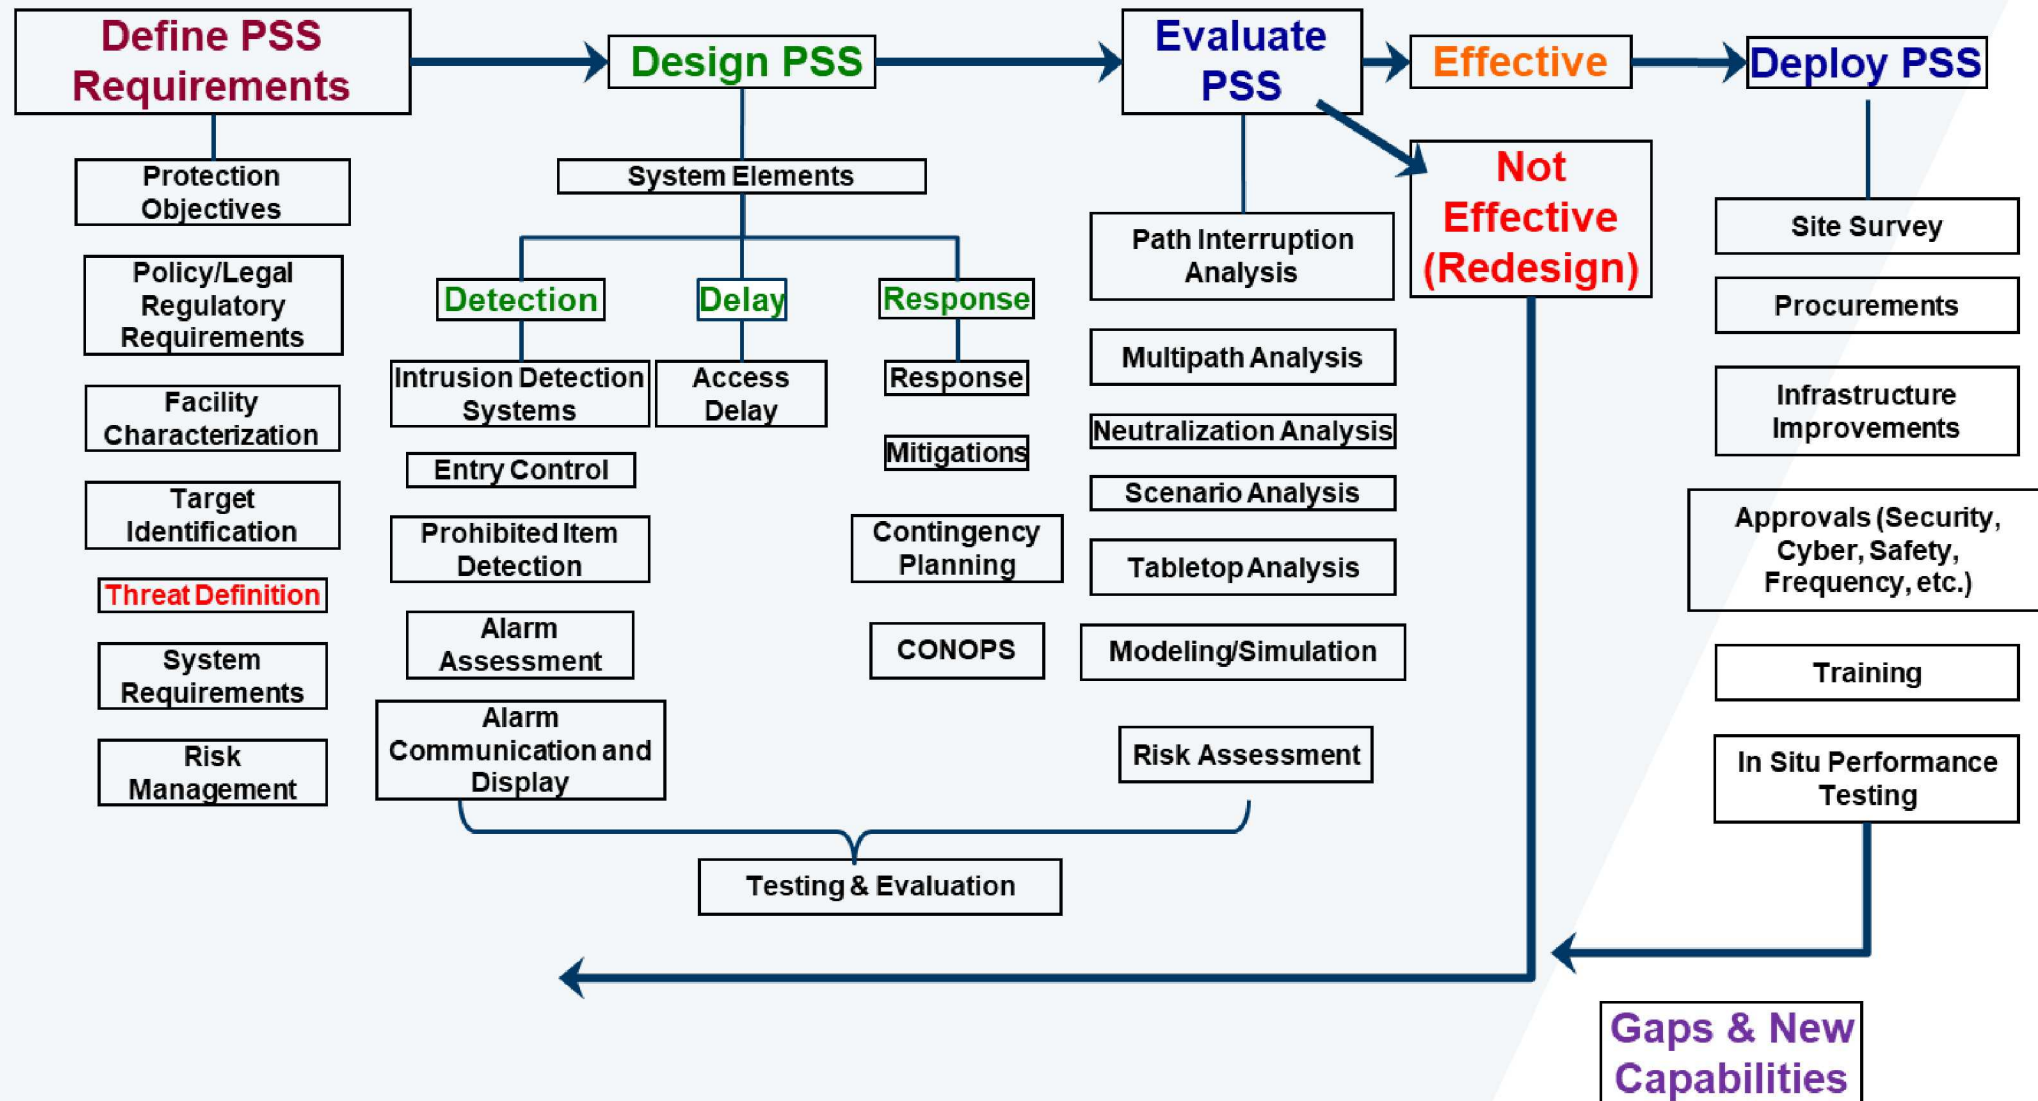 Define PSS
Requirements
Design PSS
Evaluate
PSS
Effective
Deploy PSS
Not
Effective
(Redesign)
Protection
Objectives
Policy/Legal
Regulatory
Requirements
Facility
Characterization
Target
Identification
Threat Definition
System
Requirements
Risk
Management
System Elements
Detection
Delay
Response
Intrusion Detection
Systems
Entry Control
Prohibited Item
Detection
Alarm
Assessment
Alarm
Communication and
Display
Access
Delay
Response
Mitigations
Contingency
Planning
CONOPS
Path Interruption
Analysis
Multipath Analysis
Neutralization Analysis
Scenario Analysis
Tabletop Analysis
Modeling/Simulation
Risk Assessment
Testing & Evaluation
Site Survey
Procurements
Infrastructure
Improvements
Approvals (Security,
Cyber, Safety,
Frequency, etc.)
Training
In Situ Performance
Testing
Gaps & New
Capabilities